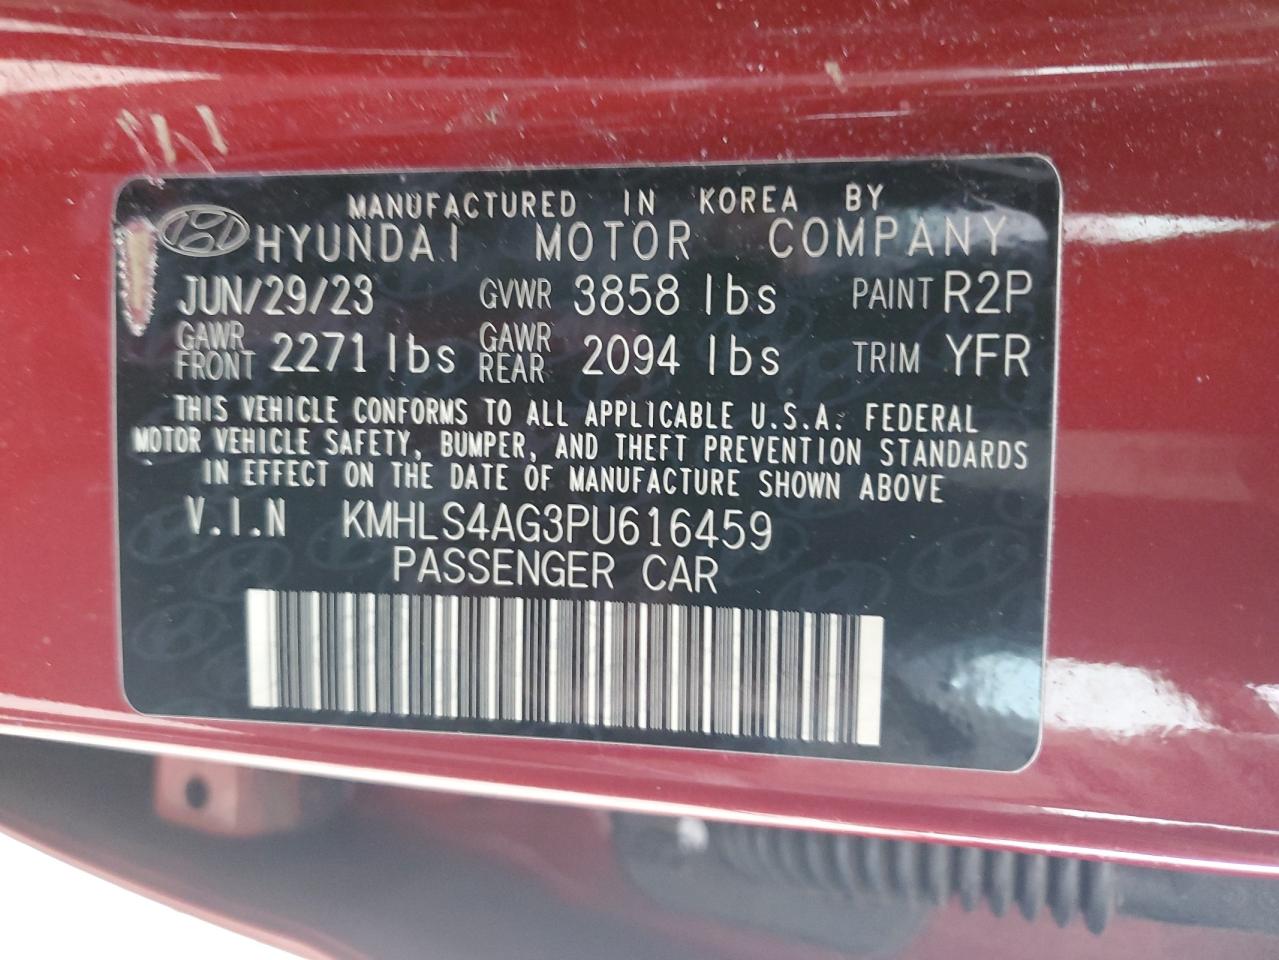 MANUFACTURED IN KOREA BY
HYUNDAI MOTOR COMPANY
JUN/29/23 GVWR 3858 lbs PAINT R2P
GAWR FRONT 2271 lbs GAWR REAR 2094 lbs TRIM YFR
THIS VEHICLE CONFORMS TO ALL APPLICABLE U.S.A. FEDERAL
MOTOR VEHICLE SAFETY, BUMPER, AND THEFT PREVENTION STANDARDS
IN EFFECT ON THE DATE OF MANUFACTURE SHOWN ABOVE
V.I.N KMHLS4AG3PU616459
PASSENGER CAR